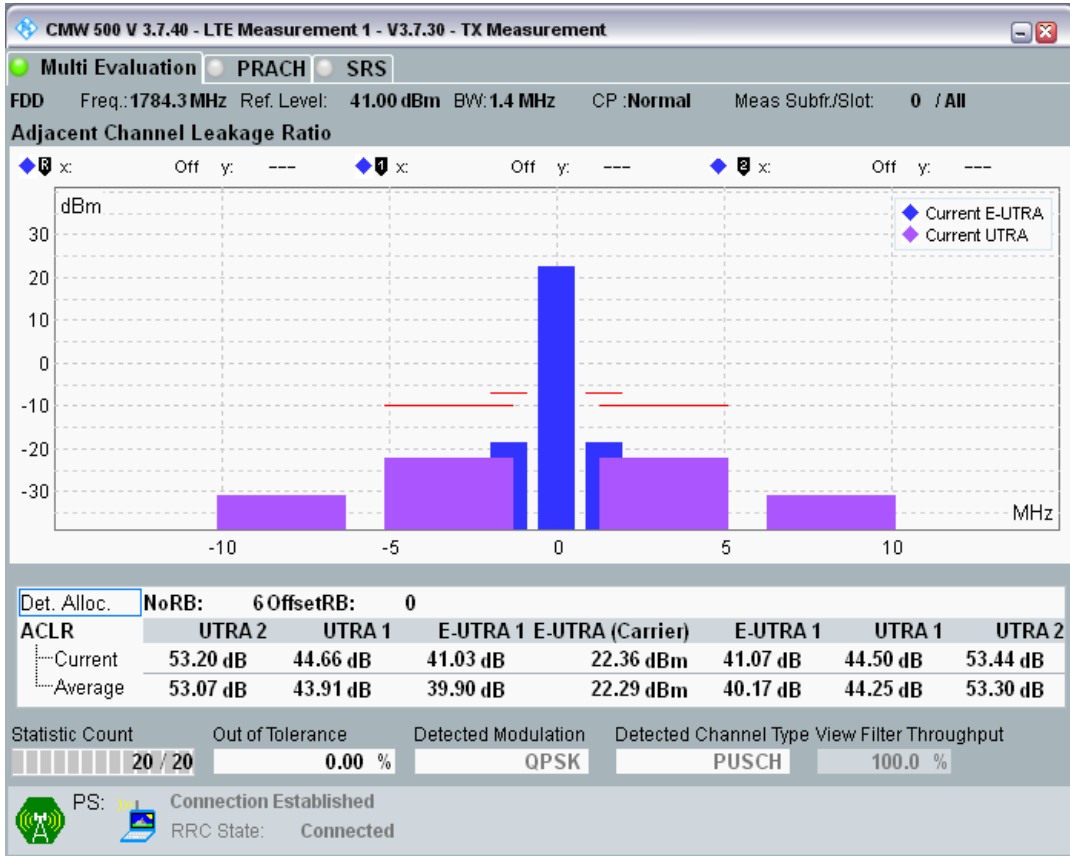 CMW 500 V 3.7.40 - LTE Measurement 1 - V3.7.30 - TX Measurement
Multi Evaluation PRACH SRS
FDD Freq.: 1784.3 MHz Ref. Level: 41.00 dBm BW: 1.4 MHz CP : Normal Meas Subfr./Slot: 0 / All
Adjacent Channel Leakage Ratio
R x: Off y: --- 1 x: Off y: --- 2 x: Off y: ---
dBm
Current E-UTRA
Current UTRA
30
20
10
0
-10
-20
-30
MHz
-10 -5 0 5 10
Det. Alloc. NoRB: 6 OffsetRB: 0
ACLR UTRA 2 UTRA 1 E-UTRA 1 E-UTRA (Carrier) E-UTRA 1 UTRA 1 UTRA 2
Current 53.20 dB 44.66 dB 41.03 dB 22.36 dBm 41.07 dB 44.50 dB 53.44 dB
Average 53.07 dB 43.91 dB 39.90 dB 22.29 dBm 40.17 dB 44.25 dB 53.30 dB
Statistic Count Out of Tolerance Detected Modulation Detected Channel Type View Filter Throughput
20 / 20 0.00 % QPSK PUSCH 100.0 %
PS: Connection Established
RRC State: Connected